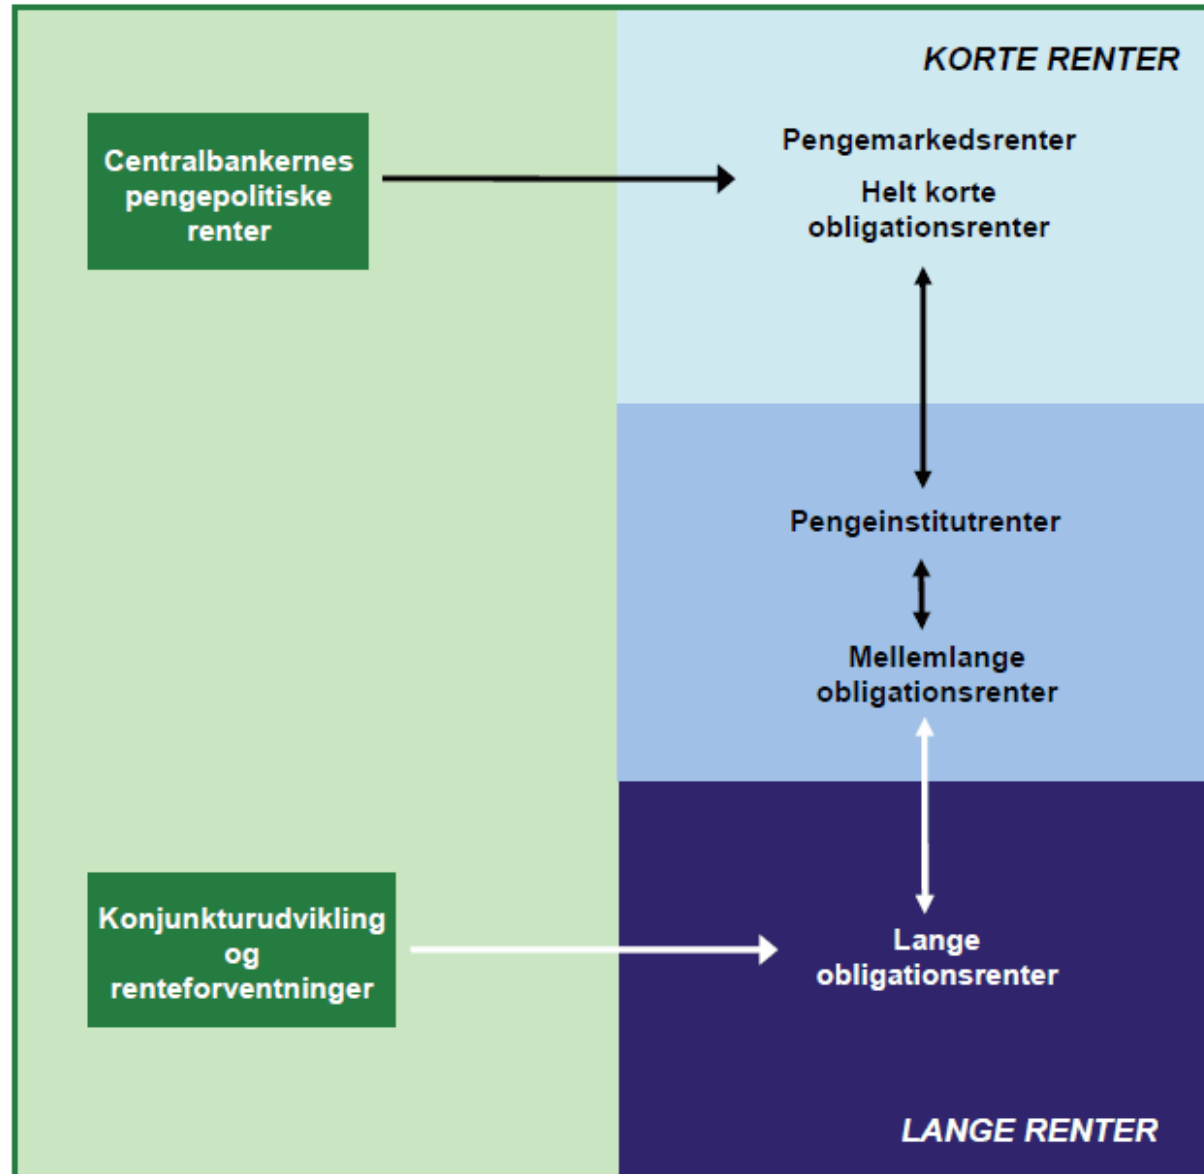 KORTE RENTER
Centralbankernes
pengepolitiske
renter
Pengemarkedsrenter
Helt korte
obligationsrenter
Pengeinstitutrenter
Mellemlange
obligationsrenter
Konjunkturudvikling
og
renteforventninger
Lange
obligationsrenter
LANGE RENTER